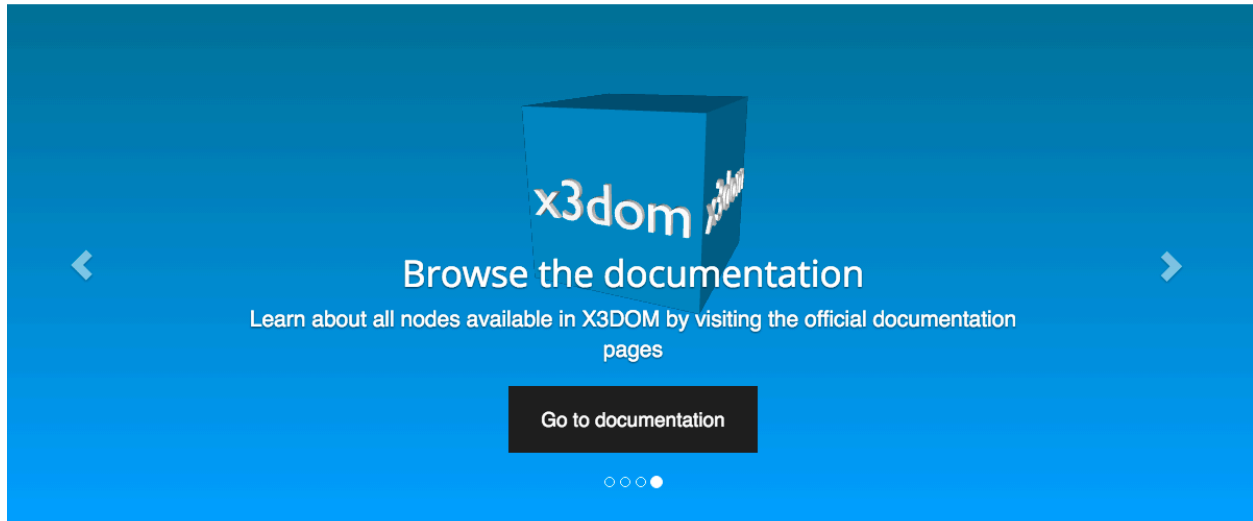 x3dom
x3dom
Browse the documentation
Learn about all nodes available in X3DOM by visiting the official documentation
pages
Go to documentation